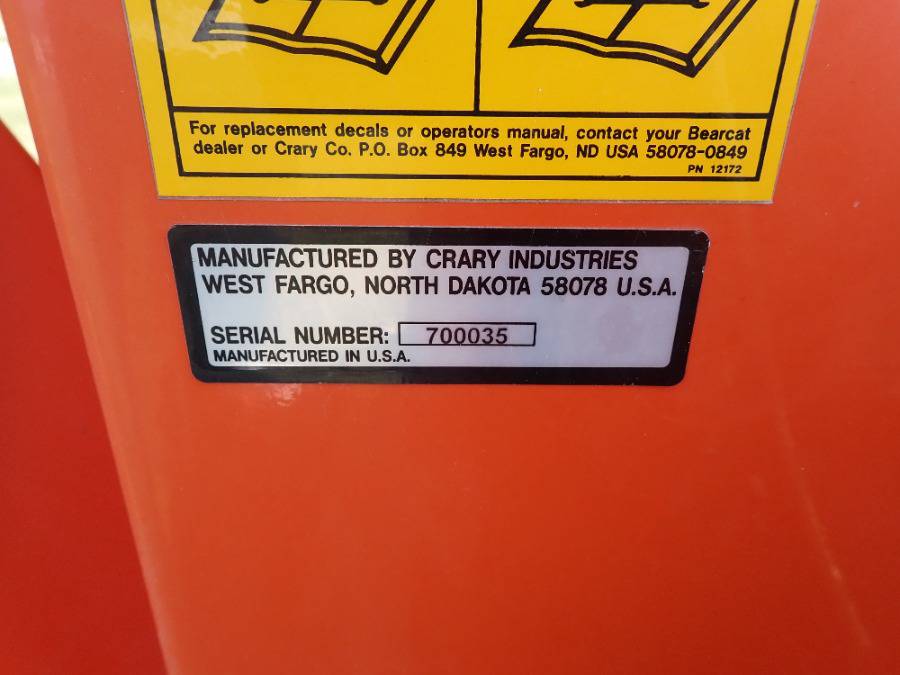 For replacement decals or operators manual, contact your Bearcat
dealer or Crary Co. P.O. Box 849 West Fargo, ND USA 58078-0849
PN 12172
MANUFACTURED BY CRARY INDUSTRIES
WEST FARGO, NORTH DAKOTA 58078 U.S.A.
SERIAL NUMBER: 700035
MANUFACTURED IN U.S.A.